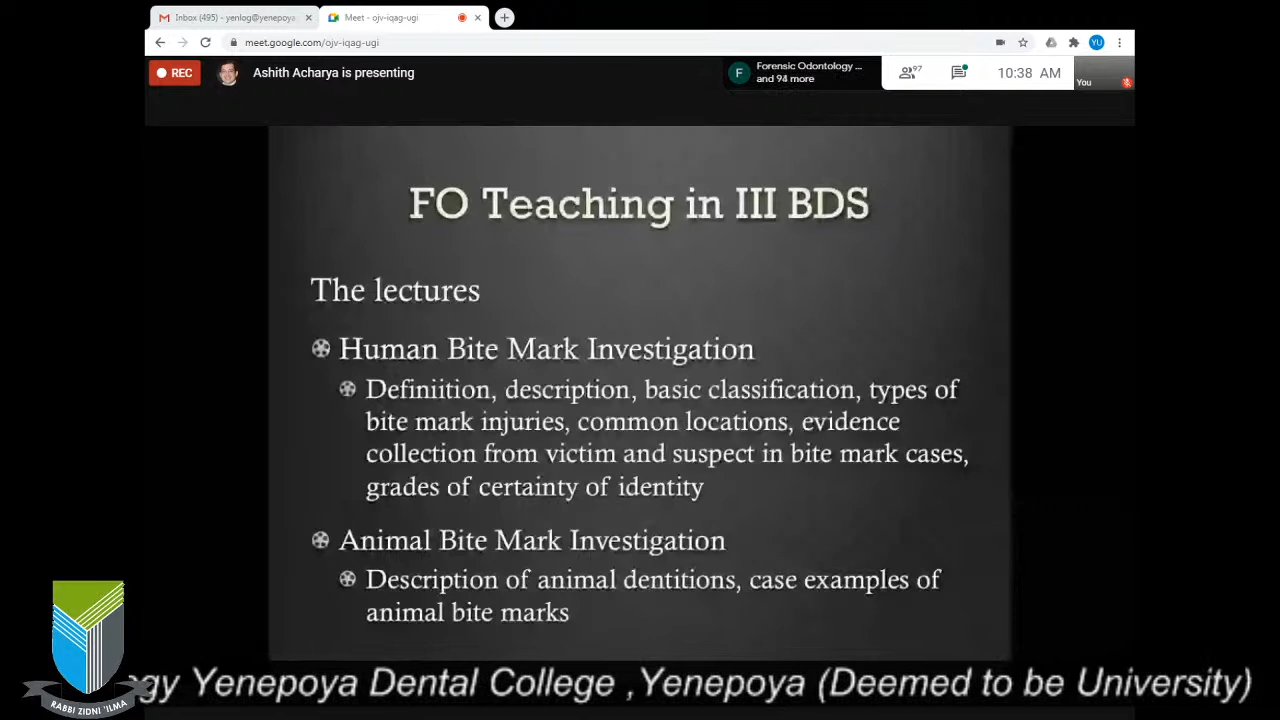 Inbox (495) - yenlog@yenepoya
Meet - ojv-iqag-ugi
meet.google.com/ojv-iqag-ugi
YU
REC
Ashith Acharya is presenting
F
Forensic Odontology ...
and 94 more
97
10:38 AM
You
FO Teaching in III BDS
The lectures
Human Bite Mark Investigation
Definiition, description, basic classification, types of
bite mark injuries, common locations, evidence
collection from victim and suspect in bite mark cases,
grades of certainty of identity
Animal Bite Mark Investigation
Description of animal dentitions, case examples of
animal bite marks
gy Yenepoya Dental College ,Yenepoya (Deemed to be University)
RABBI ZIDNI 'ILMA